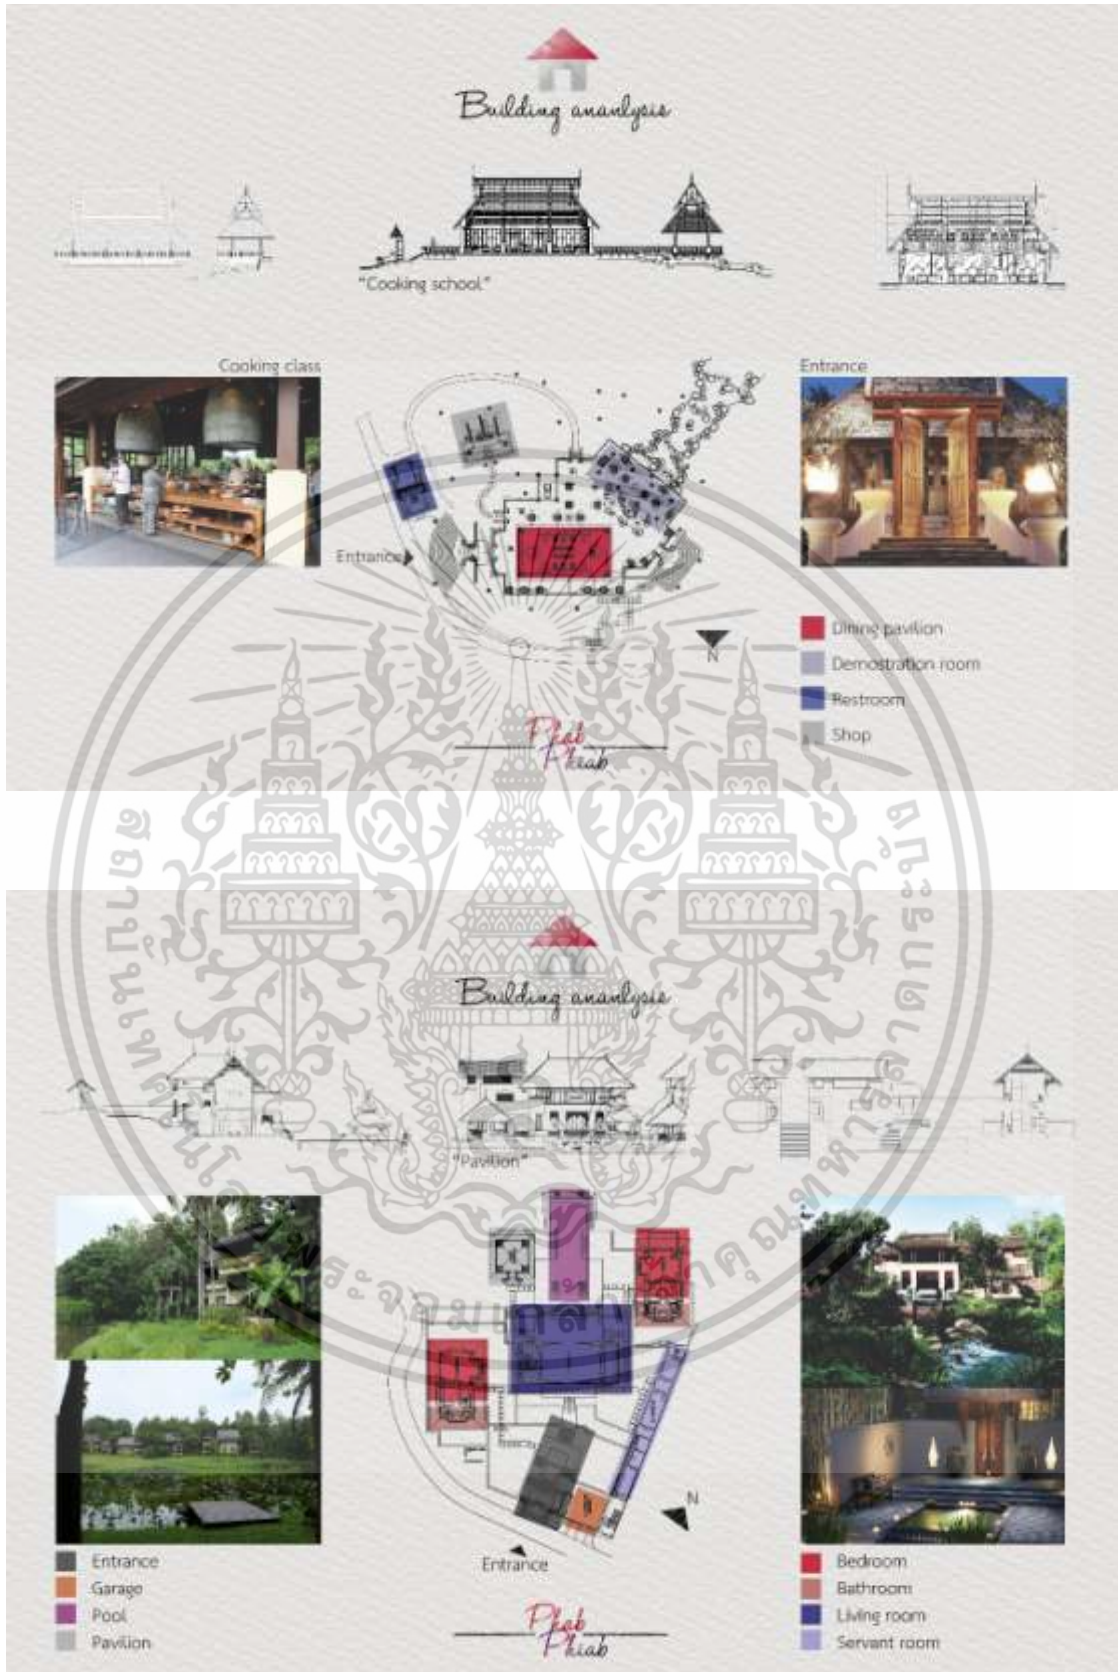 Building ananlysis
"Cooking school"
Cooking class
Entrance
Entrance
N
Dining pavilion
Demostration room
Restroom
Shop
Phab
Phiab
Building ananlysis
"Pavilion"
N
Entrance
Entrance
Garage
Pool
Pavilion
Bedroom
Bathroom
Living room
Servant room
Phab
Phiab